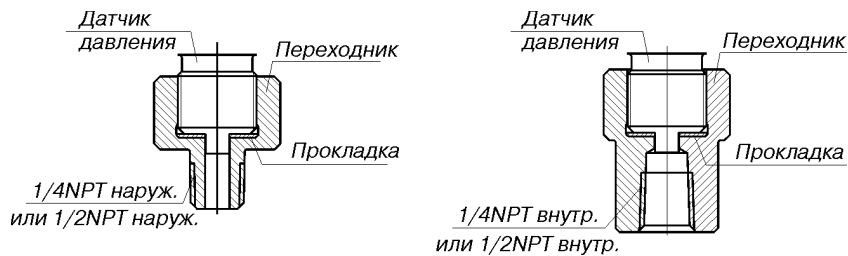 Датчик
давления
Переходник
Прокладка
1/4NPT наруж.
или 1/2NPT наруж.
Датчик
давления
Переходник
Прокладка
1/4NPT внутр.
или 1/2NPT внутр.